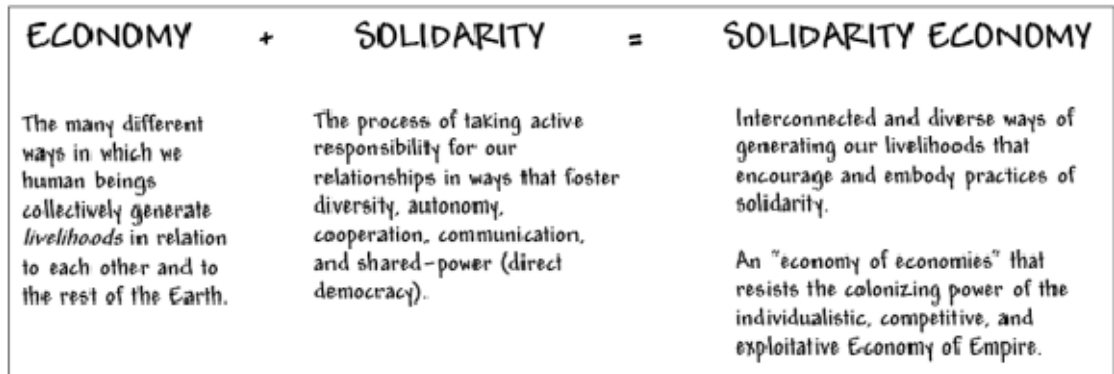 ECONOMY + SOLIDARITY = SOLIDARITY ECONOMY
The many different
ways in which we
human beings
collectively generate
livelihoods in relation
to each other and to
the rest of the Earth.
The process of taking active
responsibility for our
relationships in ways that foster
diversity, autonomy,
cooperation, communication,
and shared-power (direct
democracy).
Interconnected and diverse ways of
generating our livelihoods that
encourage and embody practices of
solidarity.
An "economy of economies" that
resists the colonizing power of the
individualistic, competitive, and
exploitative Economy of Empire.